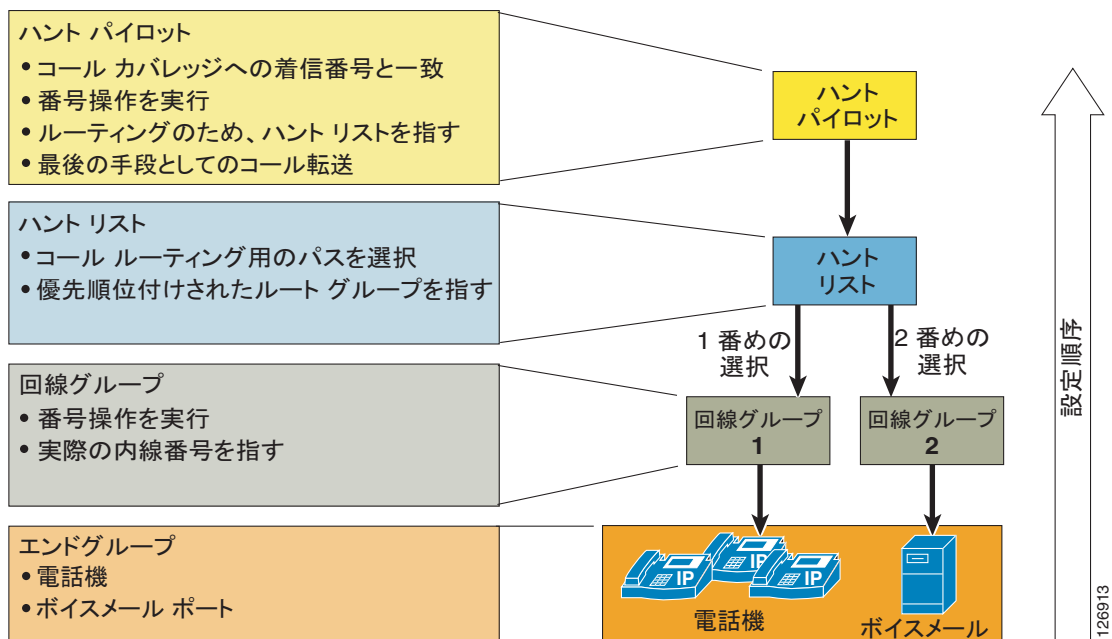 ハント パイロット
• コール カバレッジへの着信番号と一致
• 番号操作を実行
• ルーティングのため、ハント リストを指す
• 最後の手段としてのコール転送
ハント リスト
• コール ルーティング用のパスを選択
• 優先順位付けされたルート グループを指す
回線グループ
• 番号操作を実行
• 実際の内線番号を指す
エンドグループ
• 電話機
• ボイスメール ポート
ハント
パイロット
ハント
リスト
1 番めの
選択
2 番めの
選択
回線グループ
1
回線グループ
2
IP
IP
IP
電話機
ボイスメール
設定順序
126913